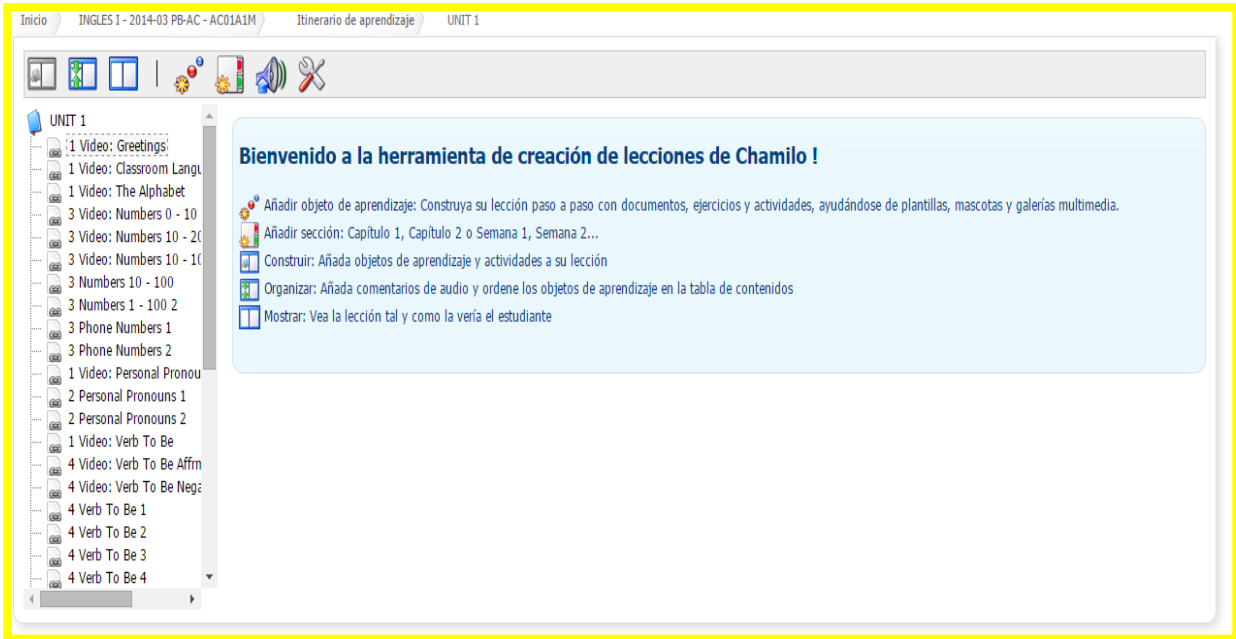 Inicio INGLES I - 2014-03 PB-AC - AC01A1M Itinerario de aprendizaje UNIT 1
UNIT 1
1 Video: Greetings
1 Video: Classroom Langu
1 Video: The Alphabet
3 Video: Numbers 0 - 10
3 Video: Numbers 10 - 20
3 Video: Numbers 10 - 10
3 Numbers 10 - 100
3 Numbers 1 - 100 2
3 Phone Numbers 1
3 Phone Numbers 2
1 Video: Personal Pronou
2 Personal Pronouns 1
2 Personal Pronouns 2
1 Video: Verb To Be
4 Video: Verb To Be Affrm
4 Video: Verb To Be Nega
4 Verb To Be 1
4 Verb To Be 2
4 Verb To Be 3
4 Verb To Be 4
Bienvenido a la herramienta de creación de lecciones de Chamilo !
Añadir objeto de aprendizaje: Construya su lección paso a paso con documentos, ejercicios y actividades, ayudándose de plantillas, mascotas y galerías multimedia.
Añadir sección: Capítulo 1, Capítulo 2 o Semana 1, Semana 2...
Construir: Añada objetos de aprendizaje y actividades a su lección
Organizar: Añada comentarios de audio y ordene los objetos de aprendizaje en la tabla de contenidos
Mostrar: Vea la lección tal y como la vería el estudiante